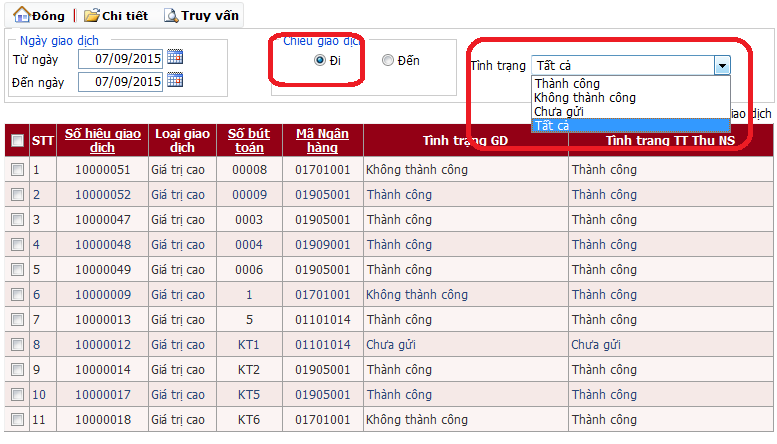 Đóng | Chi tiết Truy vấn
Ngày giao dịch
Chiều giao dịch
Từ ngày 07/09/2015
Đi Đến
Tình trạng Tất cả
Đến ngày 07/09/2015
Thành công
Không thành công
Chưa gửi
Tất cả
giao dịch
STT Số hiệu giao dịch Loại giao dịch Số bút toán Mã Ngân hàng Tình trạng GD Tình trạng TT Thu NS
1 10000051 Giá trị cao 00008 01701001 Không thành công Thành công
2 10000052 Giá trị cao 00009 01905001 Thành công Thành công
3 10000047 Giá trị cao 0003 01905001 Thành công Thành công
4 10000048 Giá trị cao 0004 01909001 Thành công Thành công
5 10000049 Giá trị cao 0006 01905001 Thành công Thành công
6 10000009 Giá trị cao 1 01701001 Không thành công Thành công
7 10000013 Giá trị cao 5 01101014 Thành công Thành công
8 10000012 Giá trị cao KT1 01101014 Chưa gửi Chưa gửi
9 10000014 Giá trị cao KT2 01905001 Thành công Thành công
10 10000017 Giá trị cao KT5 01905001 Thành công Thành công
11 10000018 Giá trị cao KT6 01701001 Không thành công Thành công